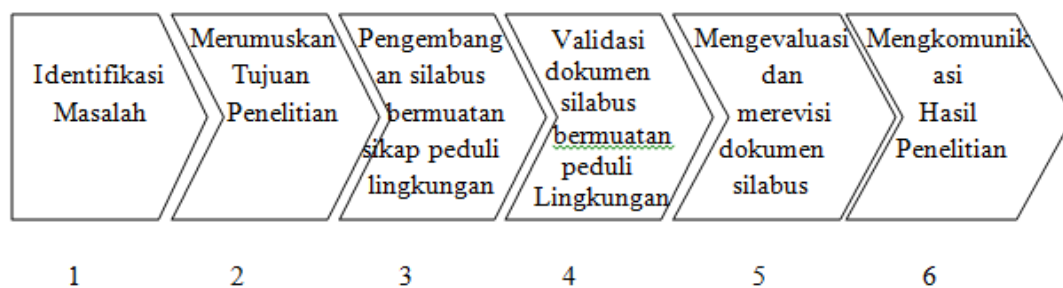 Identifikasi
Masalah
Merumuskan
Tujuan
Penelitian
Pengembang
an silabus
bermuatan
sikap peduli
lingkungan
Validasi
dokumen
silabus
bermuatan
peduli
Lingkungan
Mengevaluasi
dan
merevisi
dokumen
silabus
Mengkomunik
asi
Hasil
Penelitian
1
2
3
4
5
6